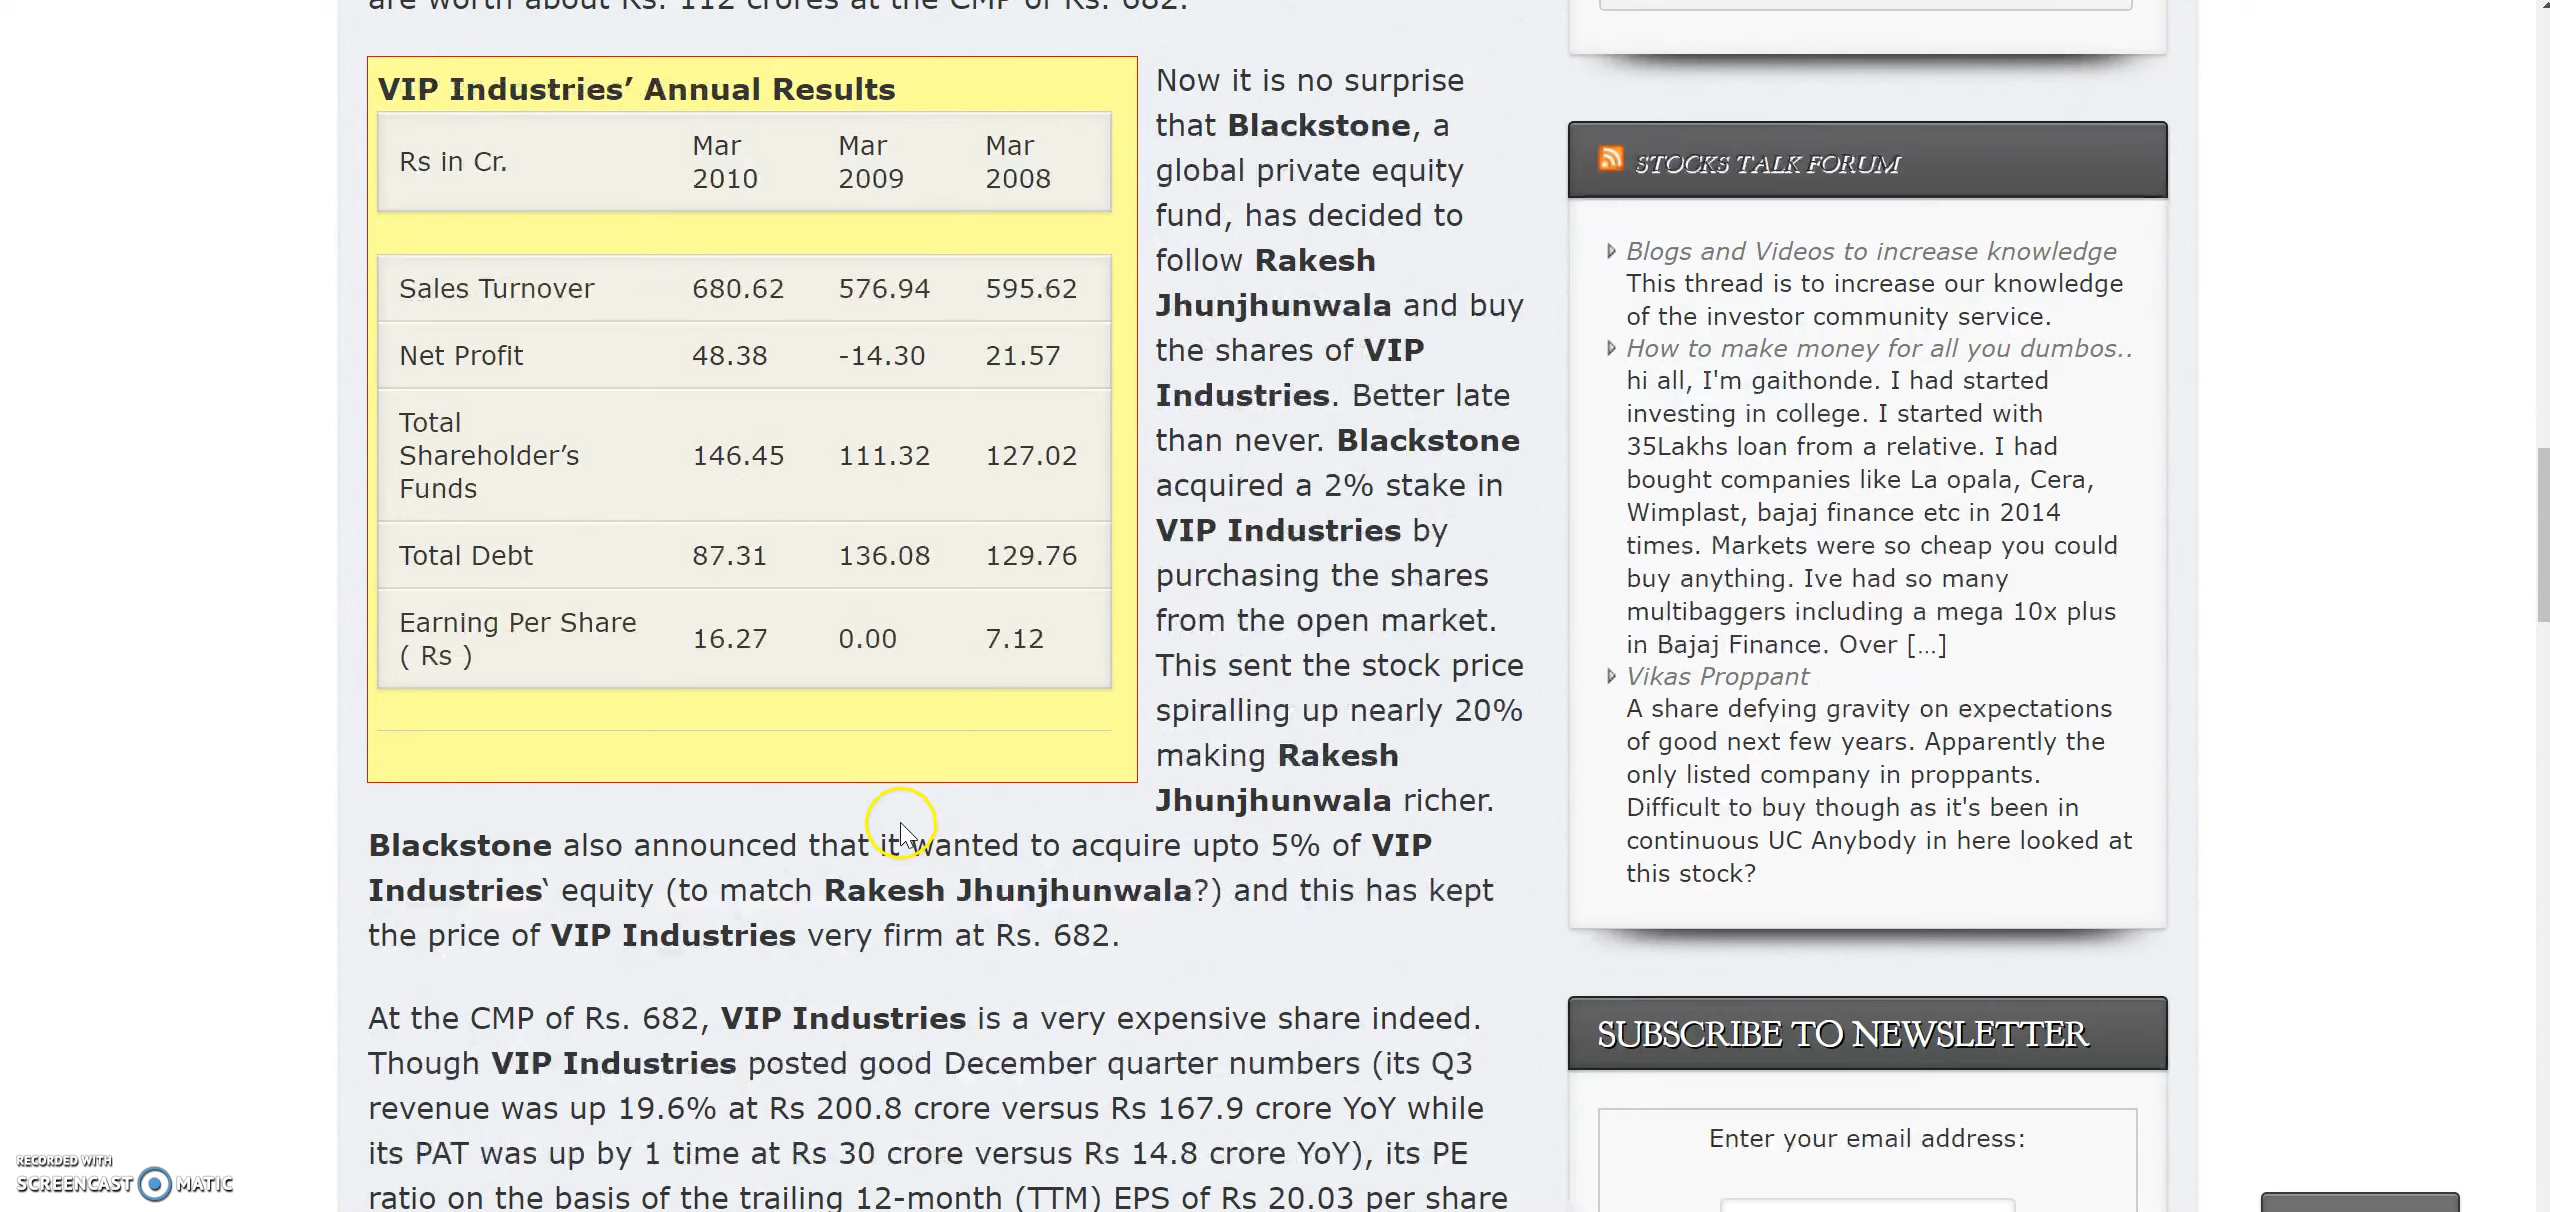 are worth about Rs. 112 crores at the CMP of Rs. 682.
VIP Industries’ Annual Results
Rs in Cr. Mar 2010 Mar 2009 Mar 2008
Sales Turnover 680.62 576.94 595.62
Net Profit 48.38 -14.30 21.57
Total Shareholder’s Funds 146.45 111.32 127.02
Total Debt 87.31 136.08 129.76
Earning Per Share ( Rs ) 16.27 0.00 7.12
Now it is no surprise
that Blackstone, a
global private equity
fund, has decided to
follow Rakesh
Jhunjhunwala and buy
the shares of VIP
Industries. Better late
than never. Blackstone
acquired a 2% stake in
VIP Industries by
purchasing the shares
from the open market.
This sent the stock price
spiralling up nearly 20%
making Rakesh
Jhunjhunwala richer.
Blackstone also announced that it wanted to acquire upto 5% of VIP
Industries‘ equity (to match Rakesh Jhunjhunwala?) and this has kept
the price of VIP Industries very firm at Rs. 682.
At the CMP of Rs. 682, VIP Industries is a very expensive share indeed.
Though VIP Industries posted good December quarter numbers (its Q3
revenue was up 19.6% at Rs 200.8 crore versus Rs 167.9 crore YoY while
its PAT was up by 1 time at Rs 30 crore versus Rs 14.8 crore YoY), its PE
ratio on the basis of the trailing 12-month (TTM) EPS of Rs 20.03 per share
STOCKS TALK FORUM
Blogs and Videos to increase knowledge
This thread is to increase our knowledge
of the investor community service.
How to make money for all you dumbos..
hi all, I'm gaithonde. I had started
investing in college. I started with
35Lakhs loan from a relative. I had
bought companies like La opala, Cera,
Wimplast, bajaj finance etc in 2014
times. Markets were so cheap you could
buy anything. Ive had so many
multibaggers including a mega 10x plus
in Bajaj Finance. Over […]
Vikas Proppant
A share defying gravity on expectations
of good next few years. Apparently the
only listed company in proppants.
Difficult to buy though as it's been in
continuous UC Anybody in here looked at
this stock?
SUBSCRIBE TO NEWSLETTER
Enter your email address:
RECORDED WITH
SCREENCAST MATIC